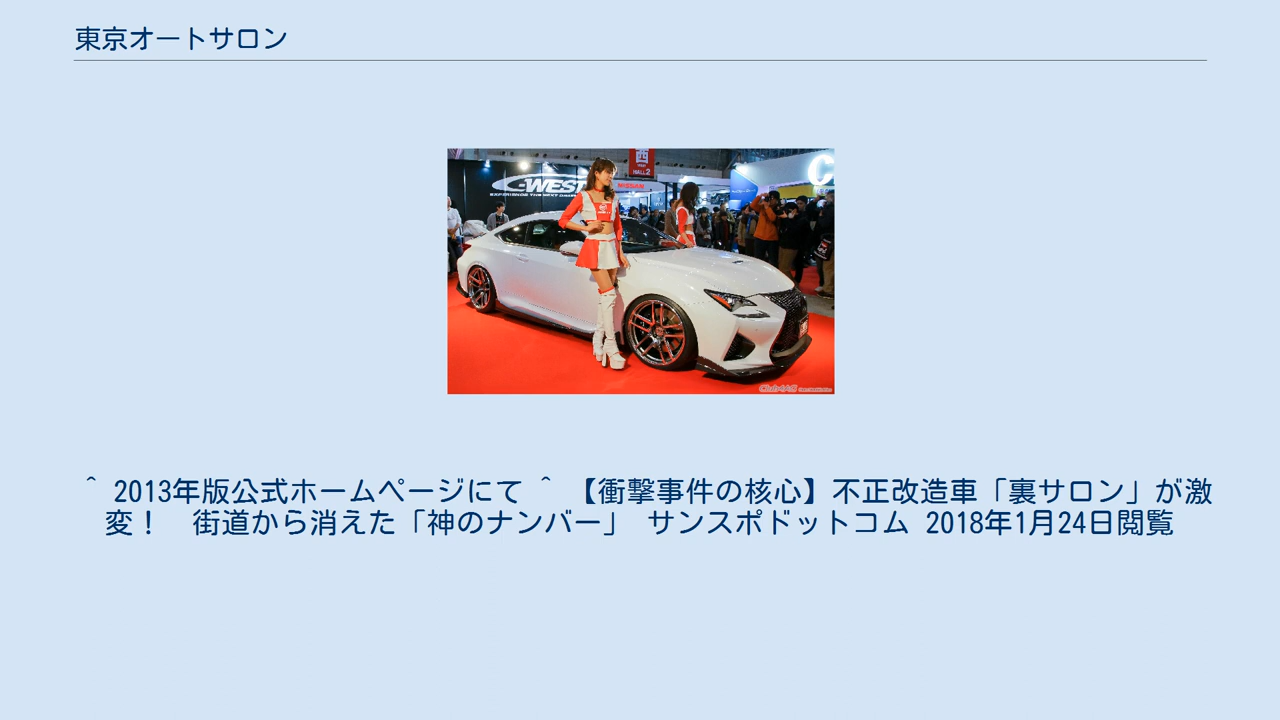 東京オートサロン
西
HALL2
C-WEST
NISSAN
^ 2013年版公式ホームページにて ^ 【衝撃事件の核心】不正改造車「裏サロン」が激
変！　街道から消えた「神のナンバー」 サンスポドットコム 2018年1月24日閲覧